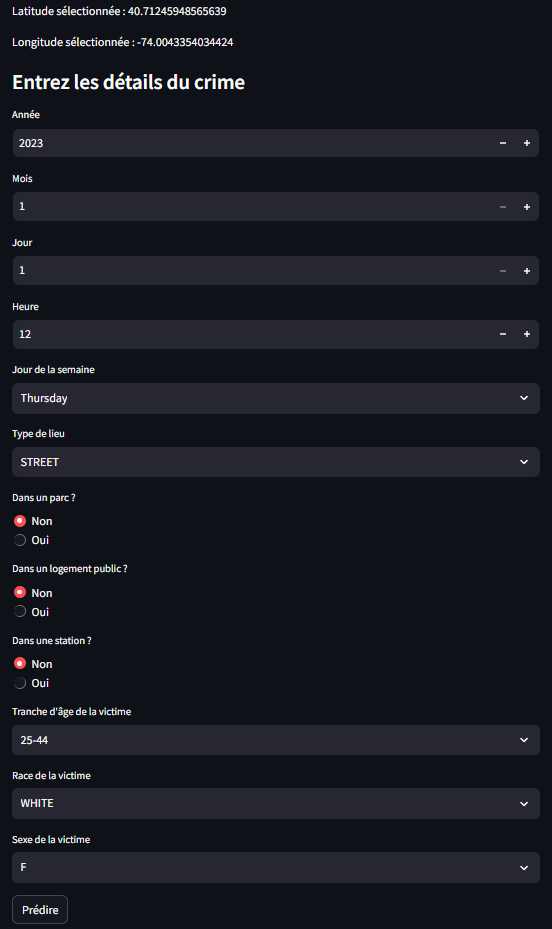 Latitude sélectionnée : 40.71245948565639
Longitude sélectionnée : -74.0043354034424
Entrez les détails du crime
Année
2023
Mois
1
Jour
1
Heure
12
Jour de la semaine
Thursday
Type de lieu
STREET
Dans un parc ?
Non
Oui
Dans un logement public ?
Non
Oui
Dans une station ?
Non
Oui
Tranche d'âge de la victime
25-44
Race de la victime
WHITE
Sexe de la victime
F
Prédire